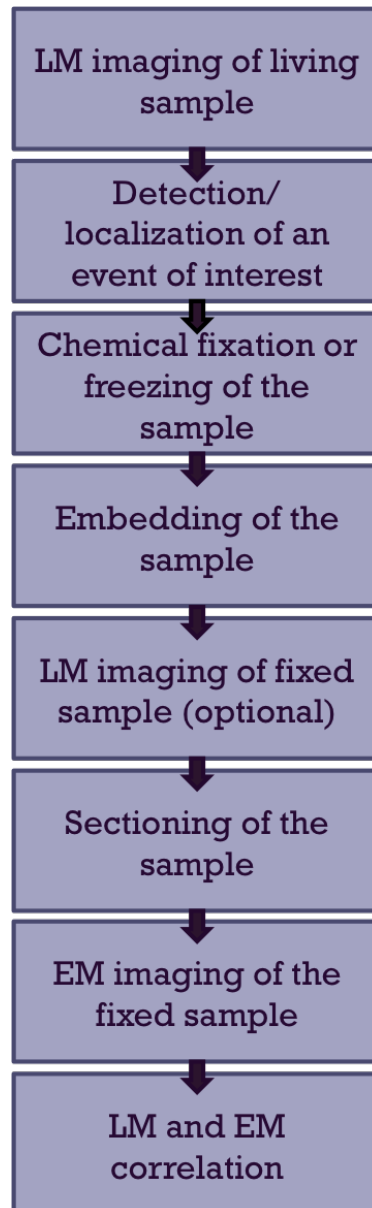 LM imaging of living
sample
Detection/
localization of an
event of interest
Chemical fixation or
freezing of the
sample
Embedding of the
sample
LM imaging of fixed
sample (optional)
Sectioning of the
sample
EM imaging of the
fixed sample
LM and EM
correlation